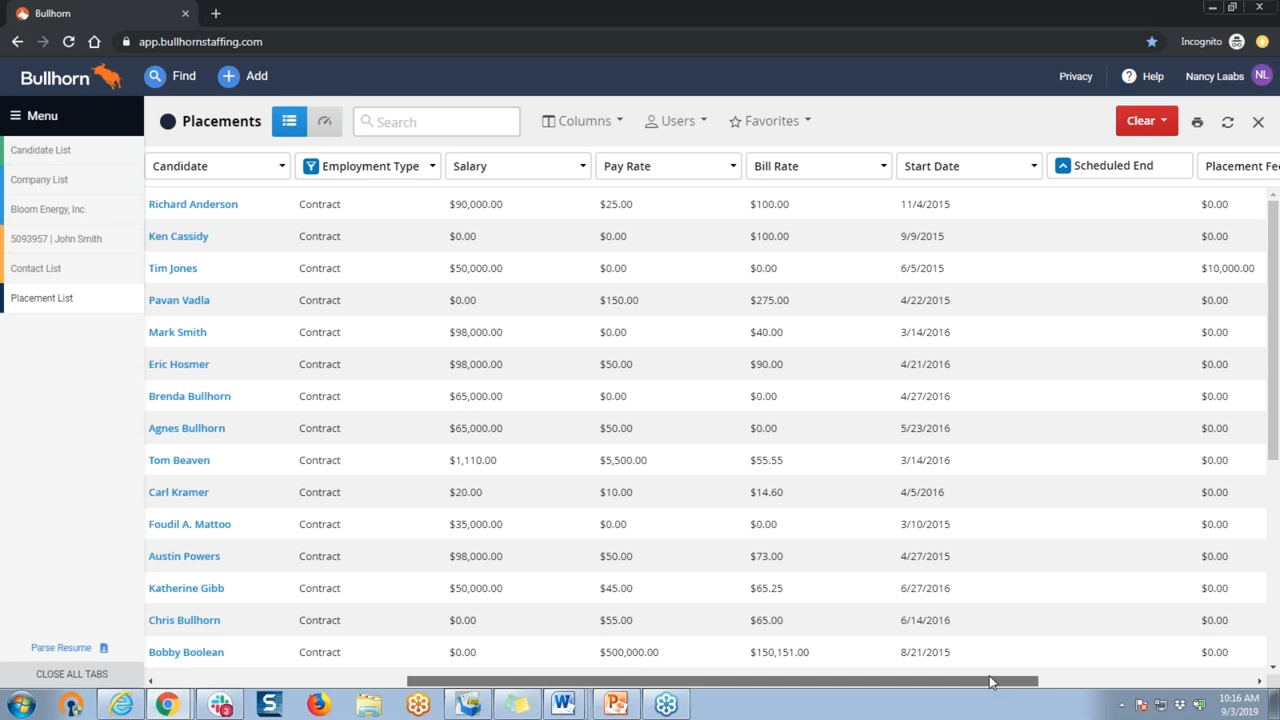 Bullhorn
app.bullhornstaffing.com
Incognito
Bullhorn Find Add Privacy Help Nancy Laabs NL
Menu
Candidate List
Company List
Bloom Energy, Inc.
5093957 | John Smith
Contact List
Placement List
Parse Resume
CLOSE ALL TABS
Placements Search Columns Users Favorites Clear
Candidate Employment Type Salary Pay Rate Bill Rate Start Date Scheduled End Placement Fe
Richard Anderson Contract $90,000.00 $25.00 $100.00 11/4/2015 $0.00
Ken Cassidy Contract $0.00 $0.00 $100.00 9/9/2015 $0.00
Tim Jones Contract $50,000.00 $0.00 $0.00 6/5/2015 $10,000.00
Pavan Vadla Contract $0.00 $150.00 $275.00 4/22/2015 $0.00
Mark Smith Contract $98,000.00 $0.00 $40.00 3/14/2016 $0.00
Eric Hosmer Contract $98,000.00 $50.00 $90.00 4/21/2016 $0.00
Brenda Bullhorn Contract $65,000.00 $0.00 $0.00 4/27/2016 $0.00
Agnes Bullhorn Contract $65,000.00 $50.00 $0.00 5/23/2016 $0.00
Tom Beaven Contract $1,110.00 $5,500.00 $55.55 3/14/2016 $0.00
Carl Kramer Contract $20.00 $10.00 $14.60 4/5/2016 $0.00
Foudil A. Mattoo Contract $35,000.00 $0.00 $0.00 3/10/2015 $0.00
Austin Powers Contract $98,000.00 $50.00 $73.00 4/27/2015 $0.00
Katherine Gibb Contract $50,000.00 $45.00 $65.25 6/27/2016 $0.00
Chris Bullhorn Contract $0.00 $55.00 $65.00 6/14/2016 $0.00
Bobby Boolean Contract $0.00 $500,000.00 $150,151.00 8/21/2015 $0.00
3
10:16 AM
9/3/2019